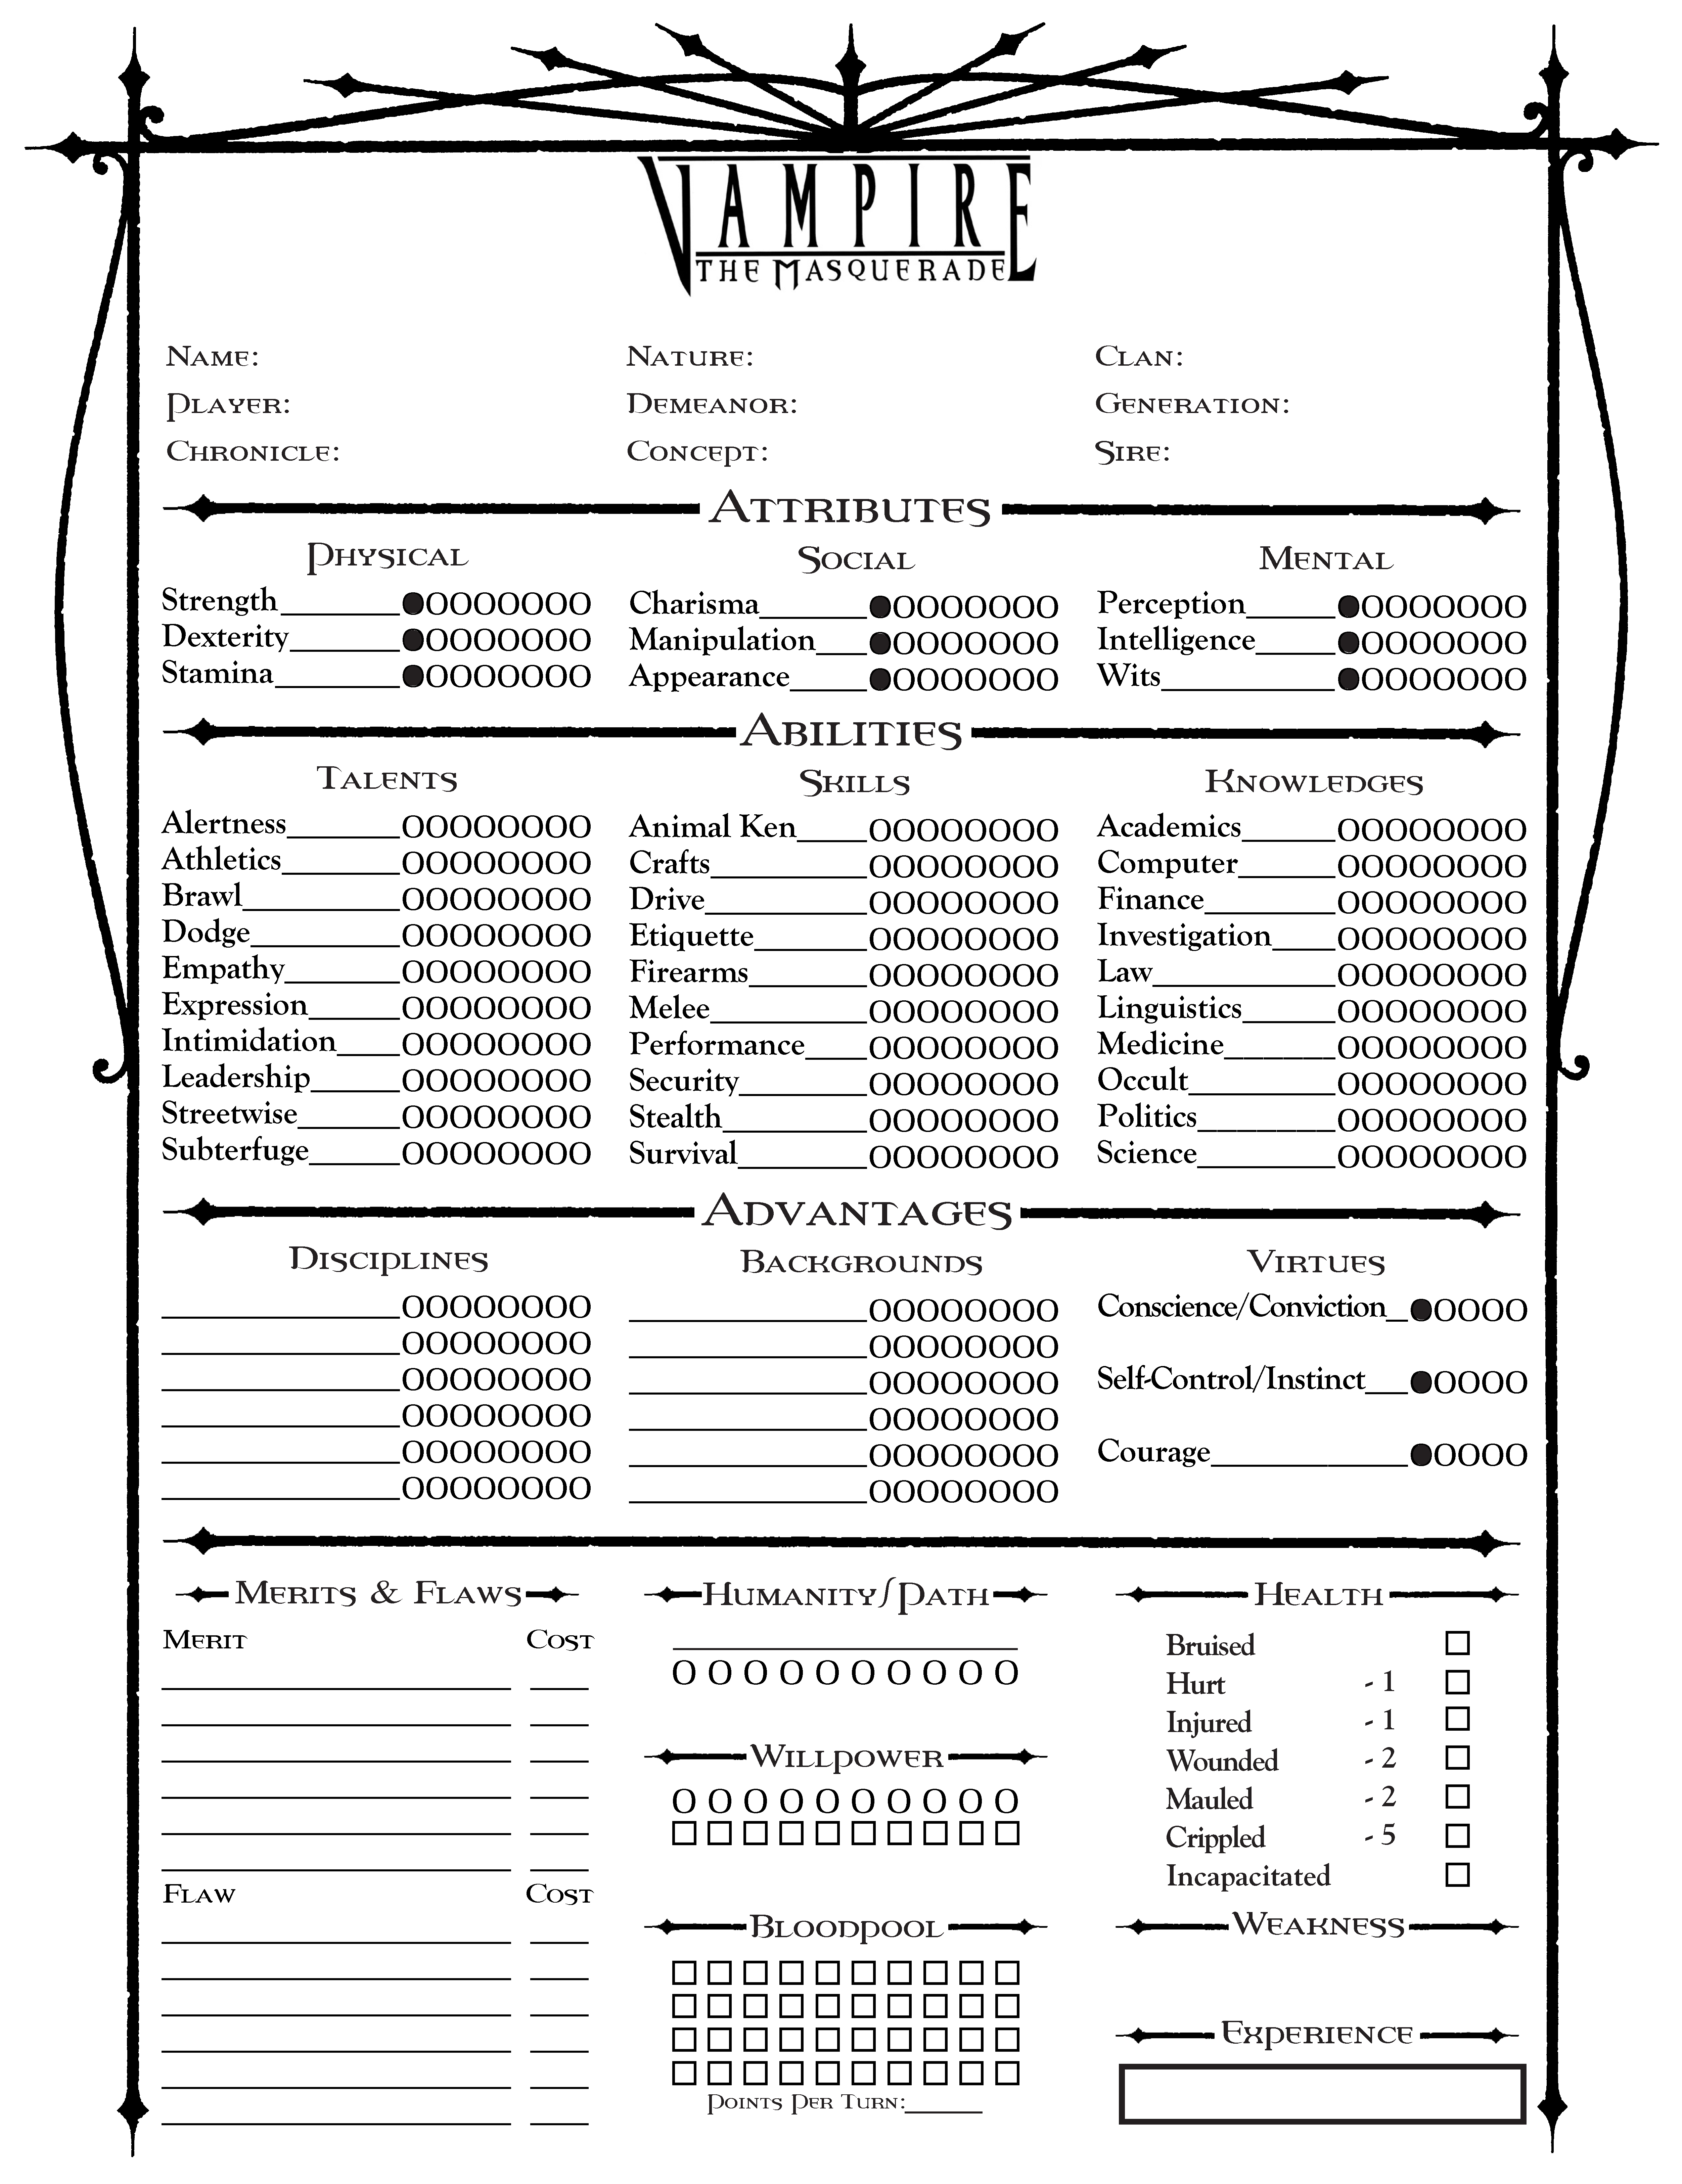 VAMPIRE
THE MASQUERADE
Name: Nature: Clan:
Player: Demeanor: Generation:
Chronicle: Concept: Sire:
Attributes
Physical Social Mental
Strength Charisma Perception
Dexterity Manipulation Intelligence
Stamina Appearance Wits
Abilities
Talents Skills Knowledges
Alertness Animal Ken Academics
Athletics Crafts Computer
Brawl Drive Finance
Dodge Etiquette Investigation
Empathy Firearms Law
Expression Melee Linguistics
Intimidation Performance Medicine
Leadership Security Occult
Streetwise Stealth Politics
Subterfuge Survival Science
Advantages
Disciplines Backgrounds Virtues
Conscience/Conviction
Self-Control/Instinct
Courage
Merits & Flaws Humanity/Path Health
Merit Cost Bruised
Hurt - 1
Injured - 1
Willpower Wounded - 2
Mauled - 2
Crippled - 5
Incapacitated
Flaw Cost
Bloodpool Weakness
Experience
Points Per Turn: